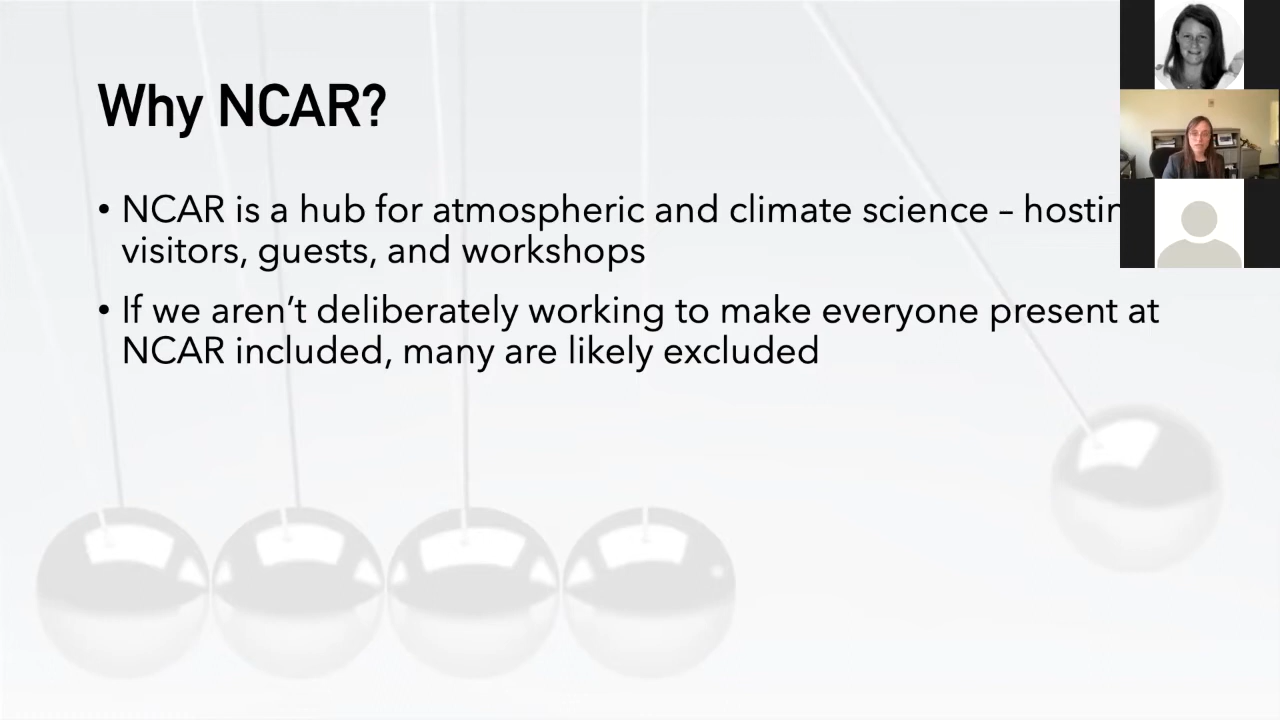 Why NCAR?
• NCAR is a hub for atmospheric and climate science – hostin
visitors, guests, and workshops
• If we aren’t deliberately working to make everyone present at
NCAR included, many are likely excluded